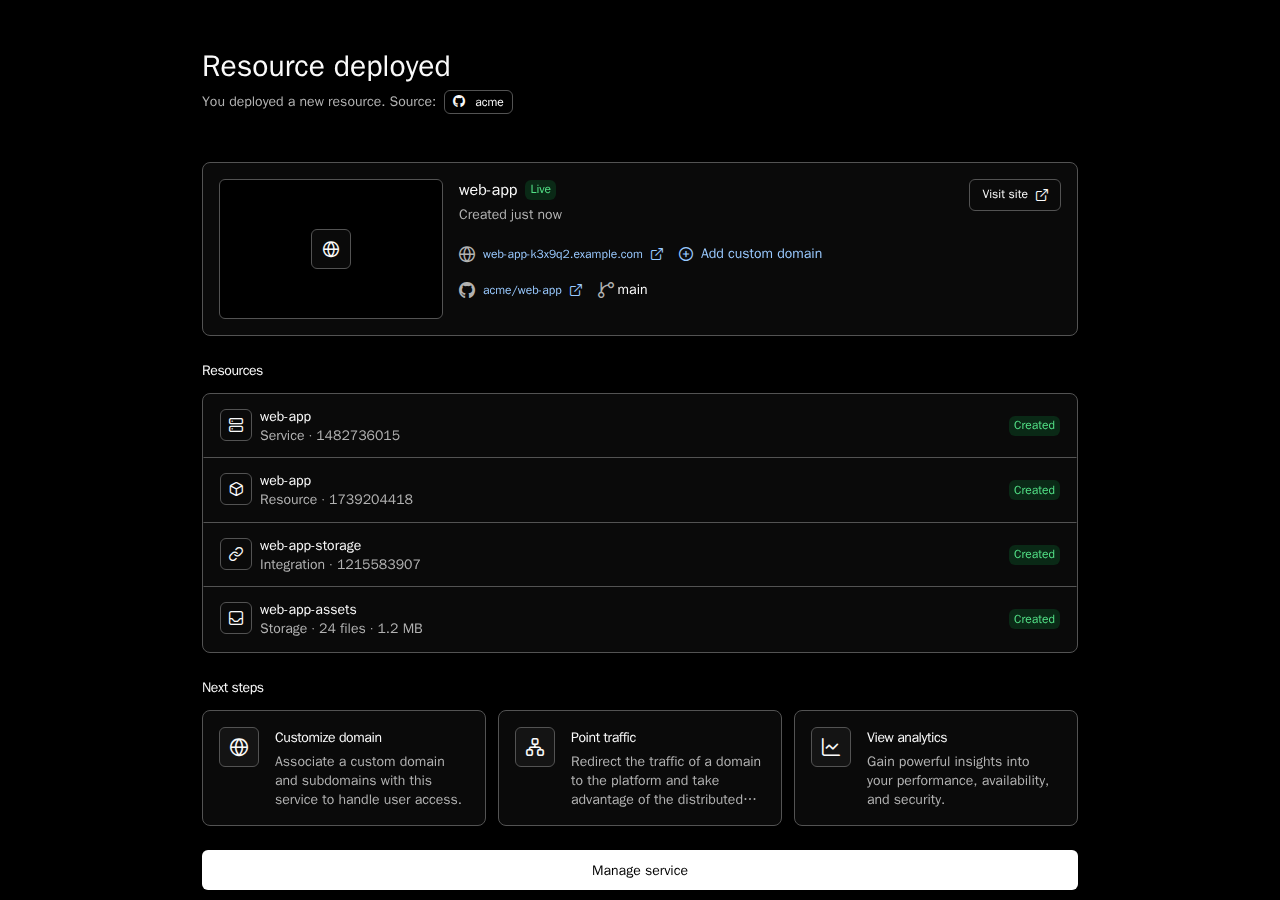 Resource deployed
You deployed a new resource. Source: acme
web-app Live
Visit site
Created just now
web-app-k3x9q2.example.com Add custom domain
acme/web-app main
Resources
web-app
Service · 1482736015
Created
web-app
Resource · 1739204418
Created
web-app-storage
Integration · 1215583907
Created
web-app-assets
Storage · 24 files · 1.2 MB
Created
Next steps
Customize domain
Associate a custom domain
and subdomains with this
service to handle user access.
Point traffic
Redirect the traffic of a domain
to the platform and take
advantage of the distributed…
View analytics
Gain powerful insights into
your performance, availability,
and security.
Manage service